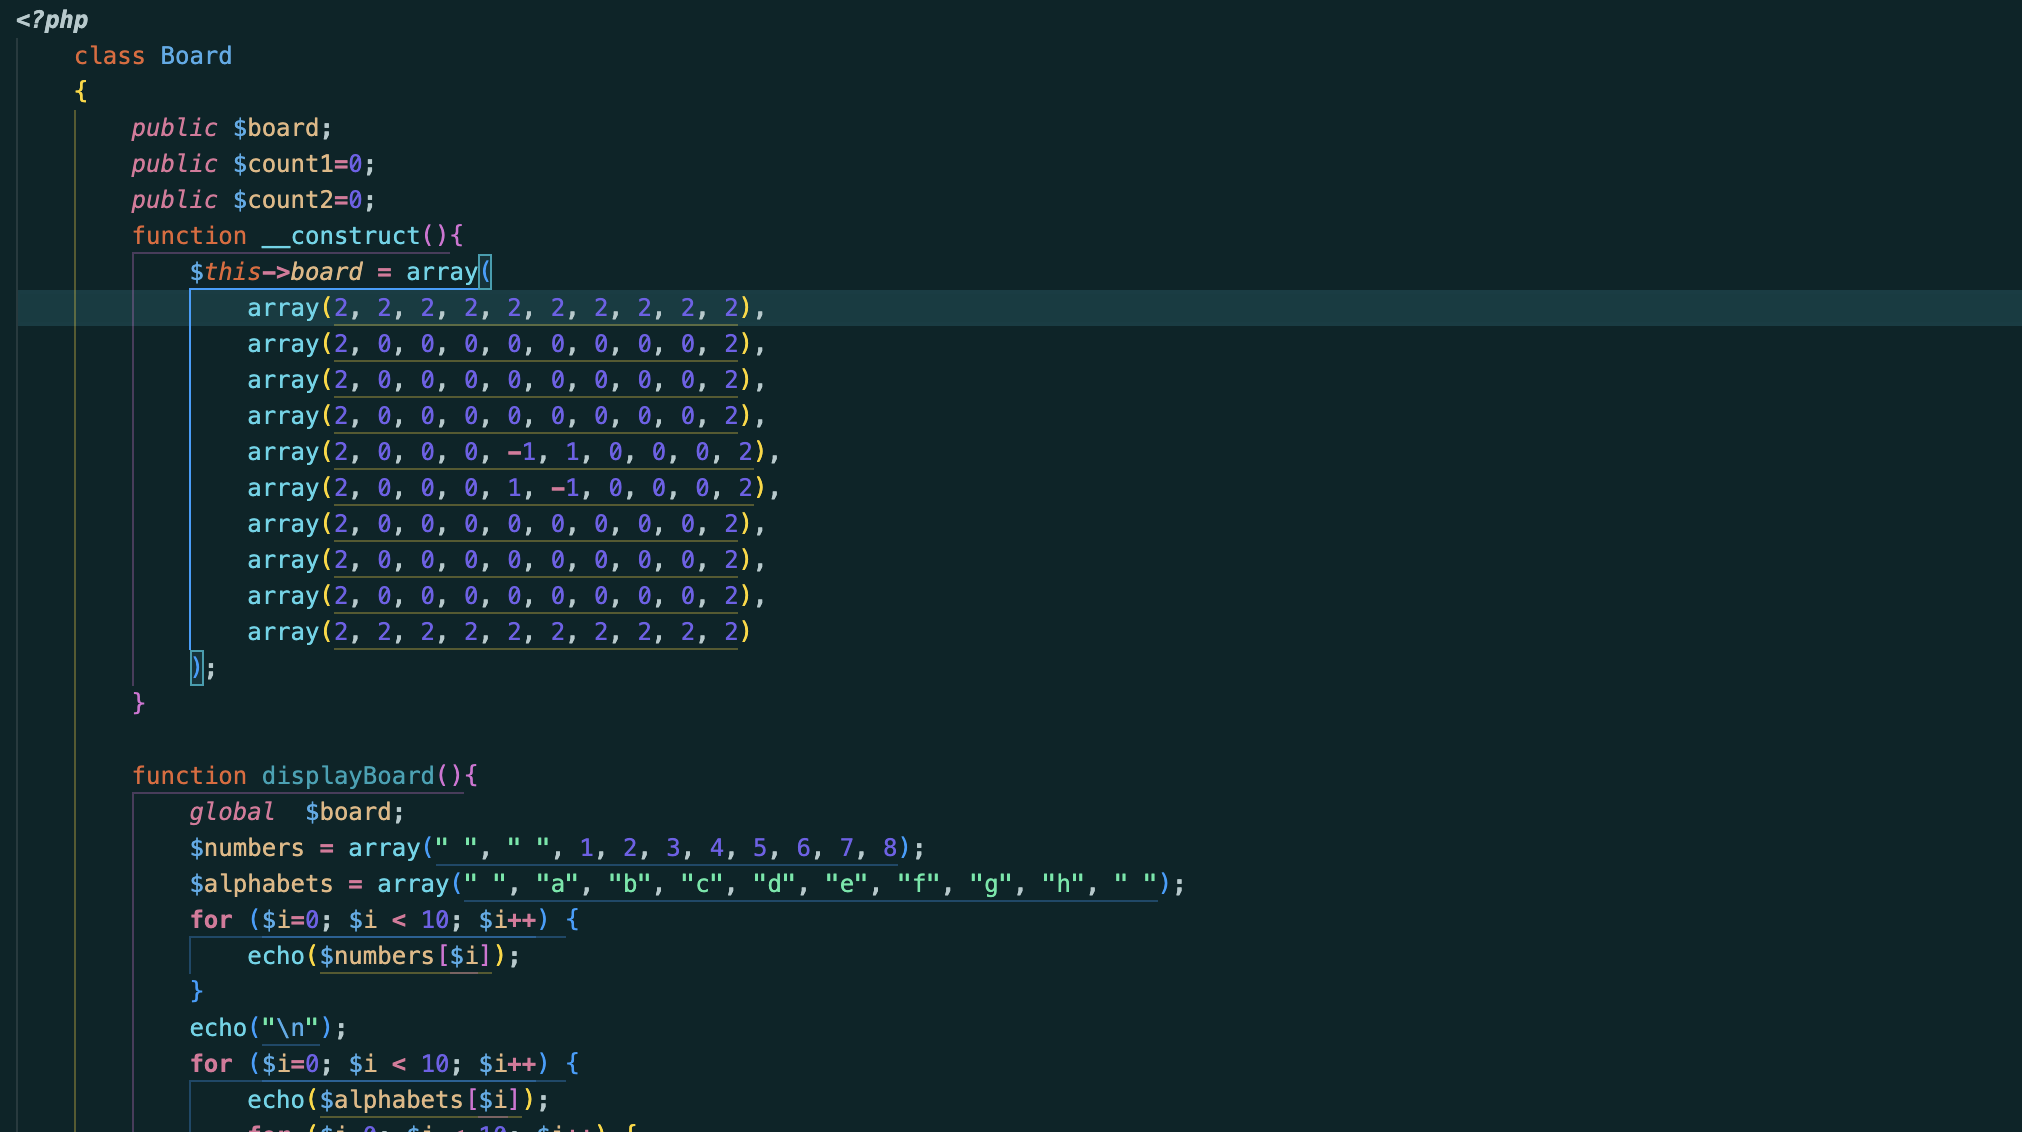 <?php
class Board
{
public $board;
public $count1=0;
public $count2=0;
function __construct(){
$this->board = array(
array(2, 2, 2, 2, 2, 2, 2, 2, 2, 2),
array(2, 0, 0, 0, 0, 0, 0, 0, 0, 2),
array(2, 0, 0, 0, 0, 0, 0, 0, 0, 2),
array(2, 0, 0, 0, 0, 0, 0, 0, 0, 2),
array(2, 0, 0, 0, -1, 1, 0, 0, 0, 2),
array(2, 0, 0, 0, 1, -1, 0, 0, 0, 2),
array(2, 0, 0, 0, 0, 0, 0, 0, 0, 2),
array(2, 0, 0, 0, 0, 0, 0, 0, 0, 2),
array(2, 0, 0, 0, 0, 0, 0, 0, 0, 2),
array(2, 2, 2, 2, 2, 2, 2, 2, 2, 2)
);
}
function displayBoard(){
global  $board;
$numbers = array(" ", " ", 1, 2, 3, 4, 5, 6, 7, 8);
$alphabets = array(" ", "a", "b", "c", "d", "e", "f", "g", "h", " ");
for ($i=0; $i < 10; $i++) {
echo($numbers[$i]);
}
echo("\n");
for ($i=0; $i < 10; $i++) {
echo($alphabets[$i]);